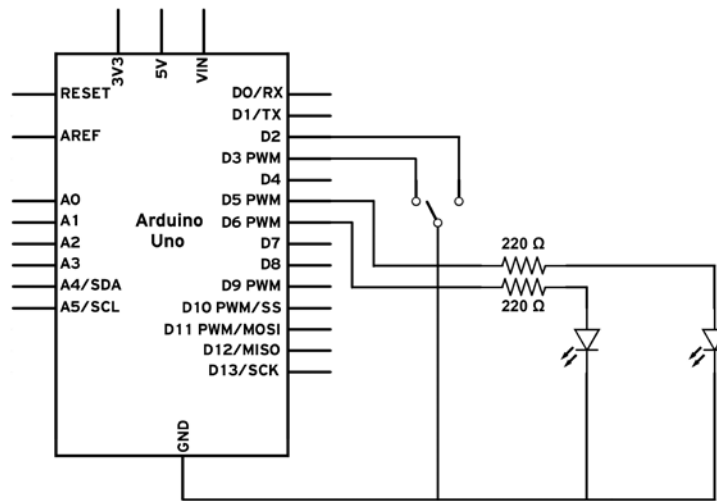 3V3
5V
VIN
RESET
D0/RX
D1/TX
AREF
D2
D3 PWM
D4
A0
D5 PWM
A1
Arduino
Uno
D6 PWM
A2
D7
220 Ω
A3
D8
A4/SDA
D9 PWM
220 Ω
A5/SCL
D10 PWM/SS
D11 PWM/MOSI
D12/MISO
D13/SCK
GND